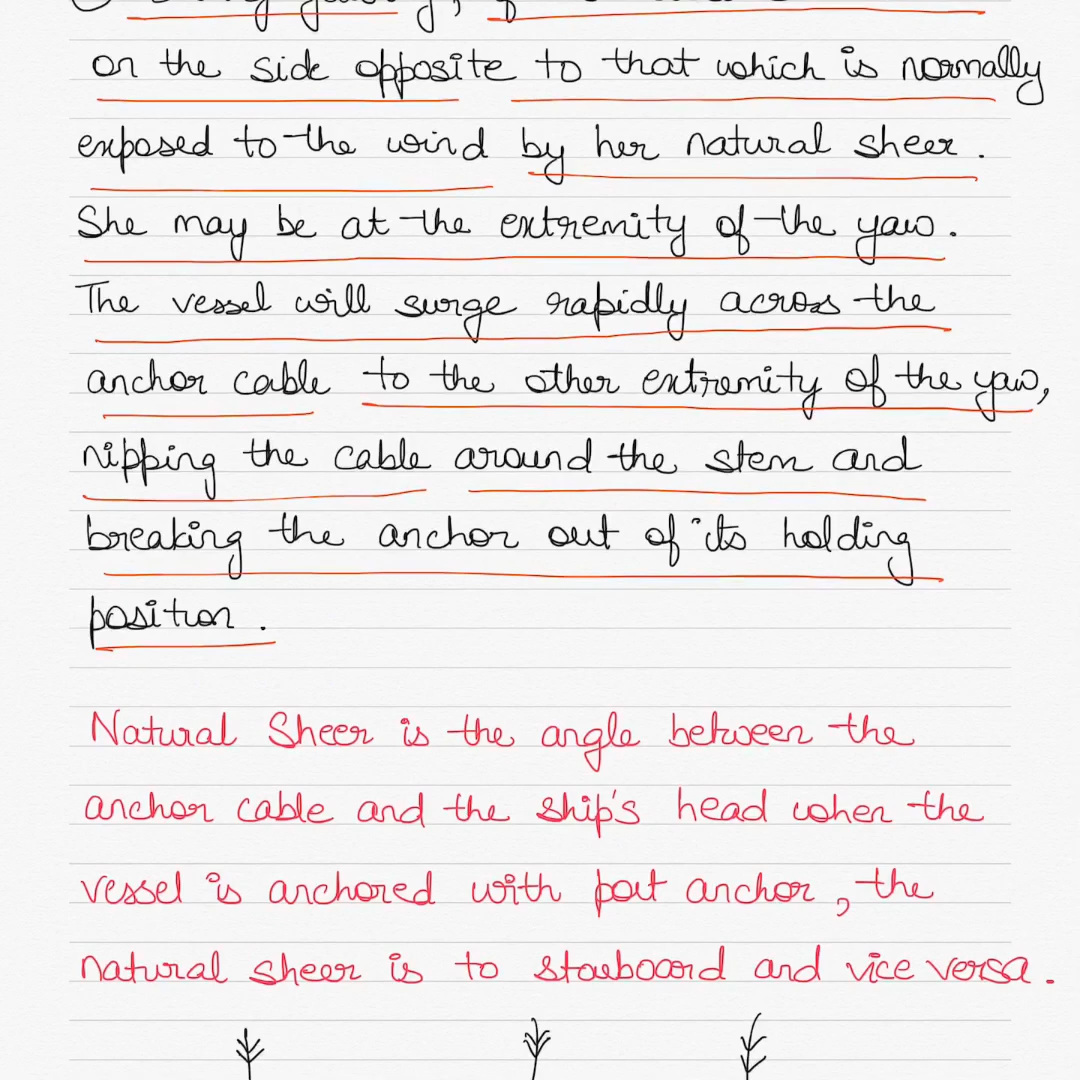 on the side opposite to that which is normally
exposed to the wind by her natural sheer.
She may be at the extremity of the yaw.
The vessel will surge rapidly across the
anchor cable to the other extremity of the yaw,
nipping the cable around the stem and
breaking the anchor out of its holding
position.
Natural Sheer is the angle between the
anchor cable and the ship's head when the
vessel is anchored with port anchor, the
natural sheer is to starboard and vice versa.